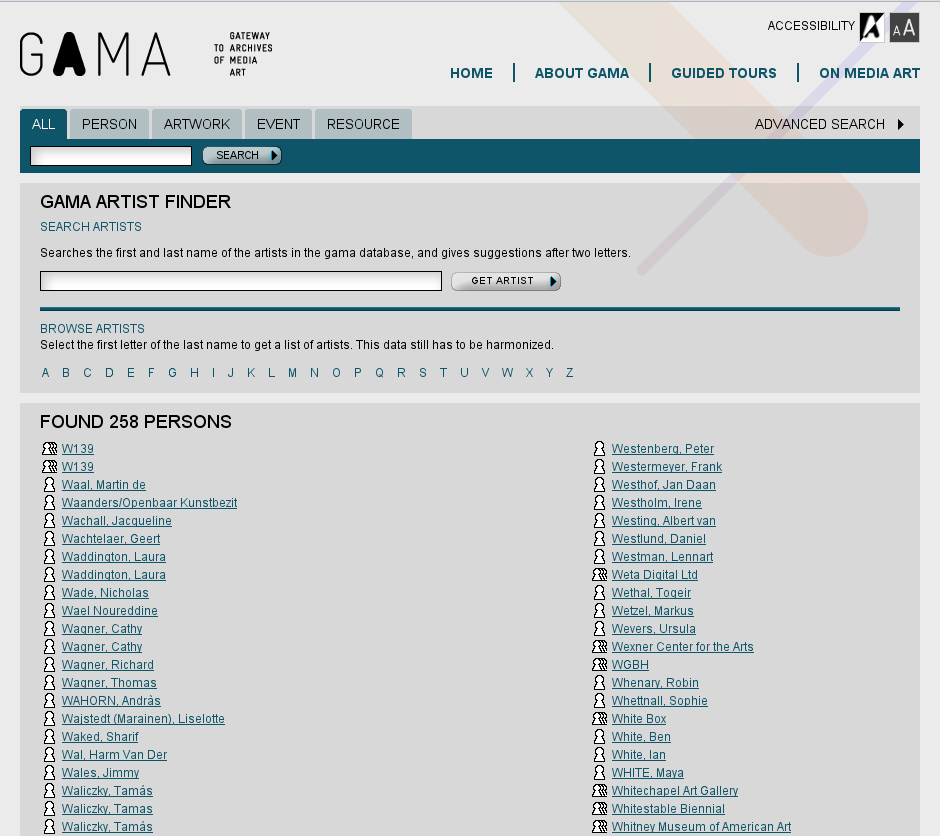 ACCESSIBILITY A AA
GAMA
GATEWAY
TO ARCHIVES
OF MEDIA
ART
HOME ABOUT GAMA GUIDED TOURS ON MEDIA ART
ALL PERSON ARTWORK EVENT RESOURCE ADVANCED SEARCH
SEARCH
GAMA ARTIST FINDER
SEARCH ARTISTS
Searches the first and last name of the artists in the gama database, and gives suggestions after two letters.
GET ARTIST
BROWSE ARTISTS
Select the first letter of the last name to get a list of artists. This data still has to be harmonized.
A B C D E F G H I J K L M N O P Q R S T U V W X Y Z
FOUND 258 PERSONS
W139
W139
Waal, Martin de
Waanders/Openbaar Kunstbezit
Wachall, Jacqueline
Wachtelaer, Geert
Waddington, Laura
Waddington, Laura
Wade, Nicholas
Wael Noureddine
Wagner, Cathy
Wagner, Cathy
Wagner, Richard
Wagner, Thomas
WAHORN, Andràs
Wajstedt (Marainen), Liselotte
Waked, Sharif
Wal, Harm Van Der
Wales, Jimmy
Waliczky, Tamás
Waliczky, Tamas
Waliczky, Tamás
Westenberg, Peter
Westermeyer, Frank
Westhof, Jan Daan
Westholm, Irene
Westing, Albert van
Westlund, Daniel
Westman, Lennart
Weta Digital Ltd
Wethal, Togeir
Wetzel, Markus
Wevers, Ursula
Wexner Center for the Arts
WGBH
Whenary, Robin
Whettnall, Sophie
White Box
White, Ben
White, Ian
WHITE, Maya
Whitechapel Art Gallery
Whitestable Biennial
Whitney Museum of American Art